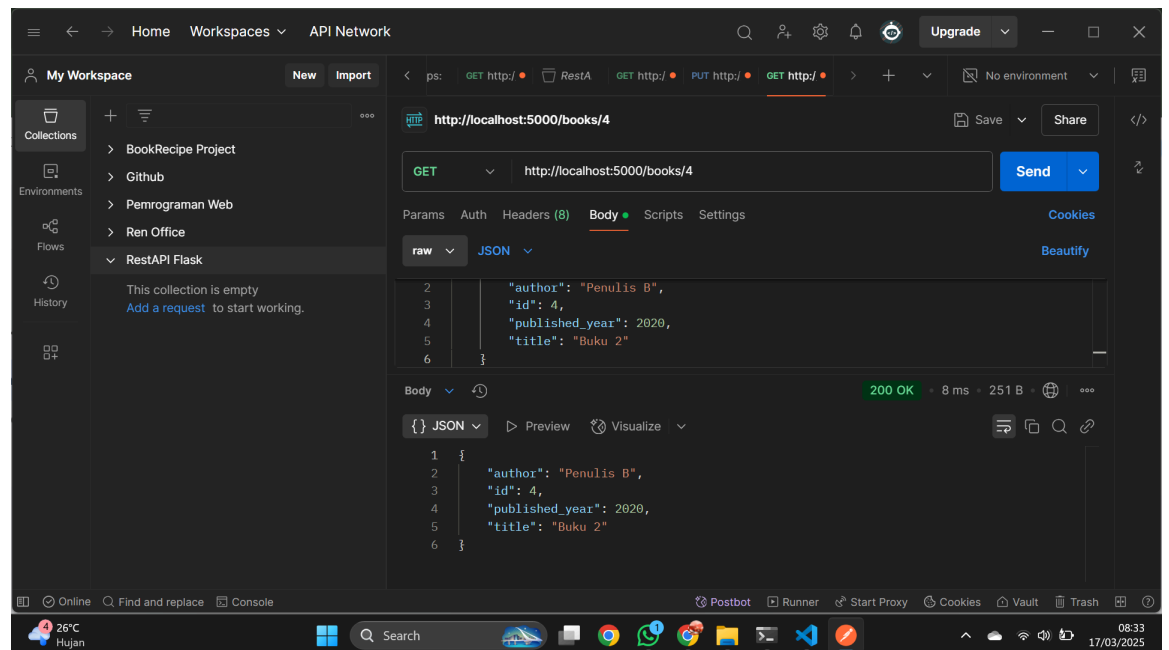 Home Workspaces API Network Upgrade
My Workspace New Import ps: GET http:/ RestA GET http:/ PUT http:/ GET http:/ No environment
Collections
Environments
Flows
History
BookRecipe Project
Github
Pemrograman Web
Ren Office
RestAPI Flask
This collection is empty
Add a request to start working.
HTTP http://localhost:5000/books/4 Save Share
GET http://localhost:5000/books/4 Send
Params Auth Headers (8) Body Scripts Settings Cookies
raw JSON Beautify
2 "author": "Penulis B",
3 "id": 4,
4 "published_year": 2020,
5 "title": "Buku 2"
6 }
Body 200 OK 8 ms 251 B
{} JSON Preview Visualize
1 {
2 "author": "Penulis B",
3 "id": 4,
4 "published_year": 2020,
5 "title": "Buku 2"
6 }
Online Find and replace Console Postbot Runner Start Proxy Cookies Vault Trash
4 26°C
Hujan
Search
1
08:33
17/03/2025